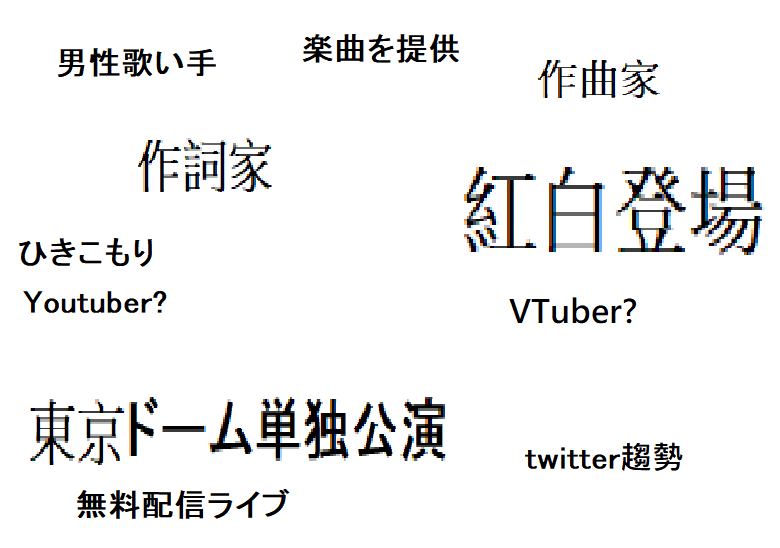 男性歌い手
楽曲を提供
作曲家
作詞家
紅白登場
ひきこもり
Youtuber?
VTuber?
東京ドーム単独公演
twitter趨勢
無料配信ライブ